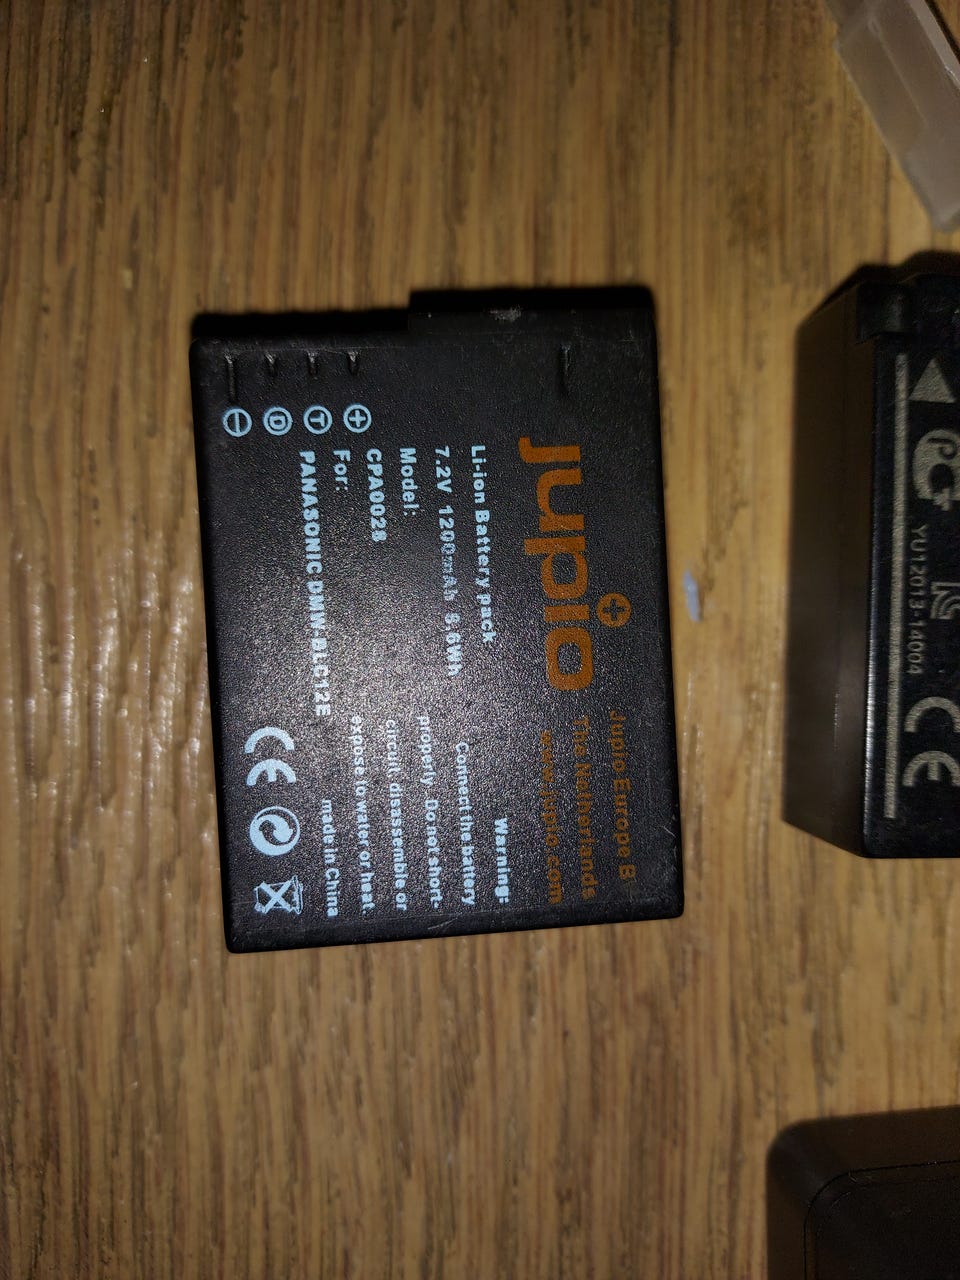 Jupio
Jupio Europe B
The Netherlands
www.jupio.com
Li-ion Battery pack
7.2V 1200mAh 8.6Wh
Model:
CPA0028
For:
PANASONIC DMW-BLC12E
Warning:
Connect the battery
properly. Do not short-
circuit, disassemble or
expose to water or heat.
made in China
+
T
D
−
CE
YU12013-14004
CE